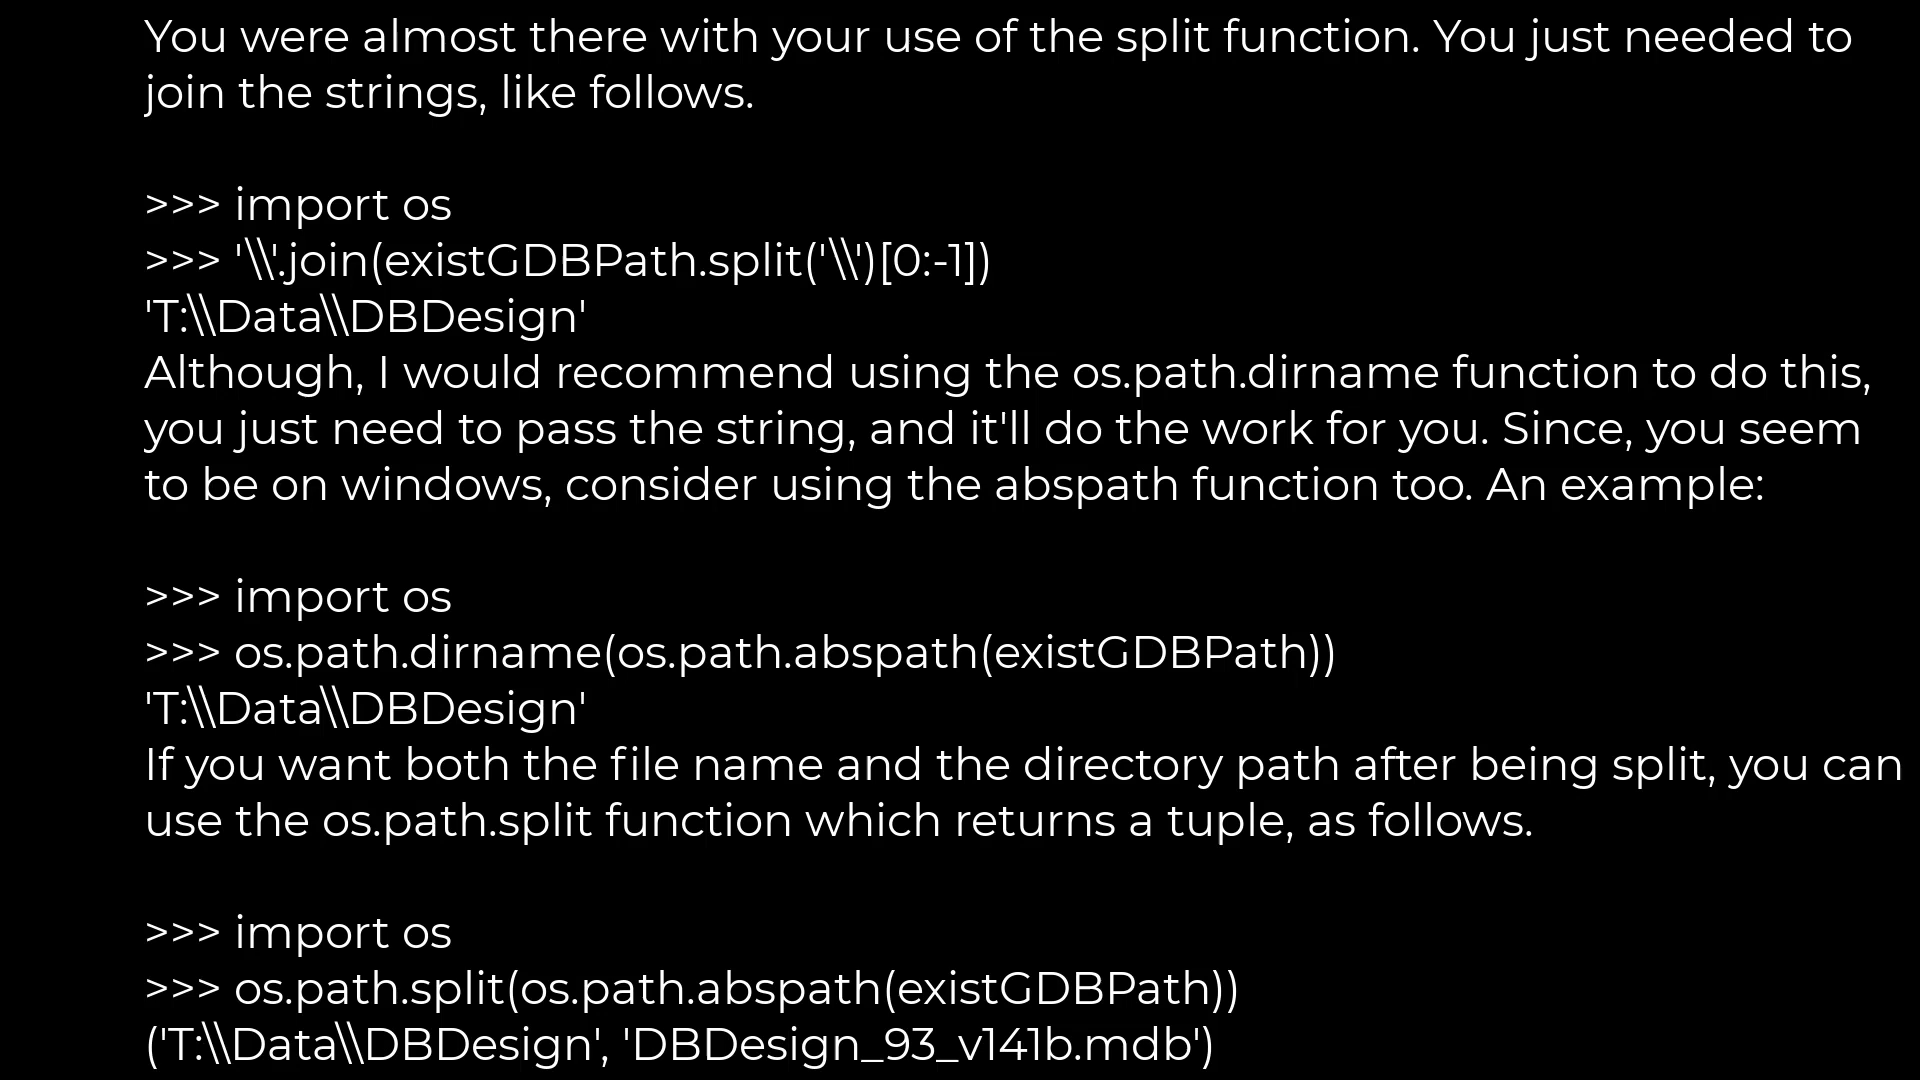 You were almost there with your use of the split function. You just needed to
join the strings, like follows.
>>> import os
>>> '\\'.join(existGDBPath.split('\\')[0:-1])
'T:\\Data\\DBDesign'
Although, I would recommend using the os.path.dirname function to do this,
you just need to pass the string, and it'll do the work for you. Since, you seem
to be on windows, consider using the abspath function too. An example:
>>> import os
>>> os.path.dirname(os.path.abspath(existGDBPath))
'T:\\Data\\DBDesign'
If you want both the file name and the directory path after being split, you can
use the os.path.split function which returns a tuple, as follows.
>>> import os
>>> os.path.split(os.path.abspath(existGDBPath))
('T:\\Data\\DBDesign', 'DBDesign_93_v141b.mdb')